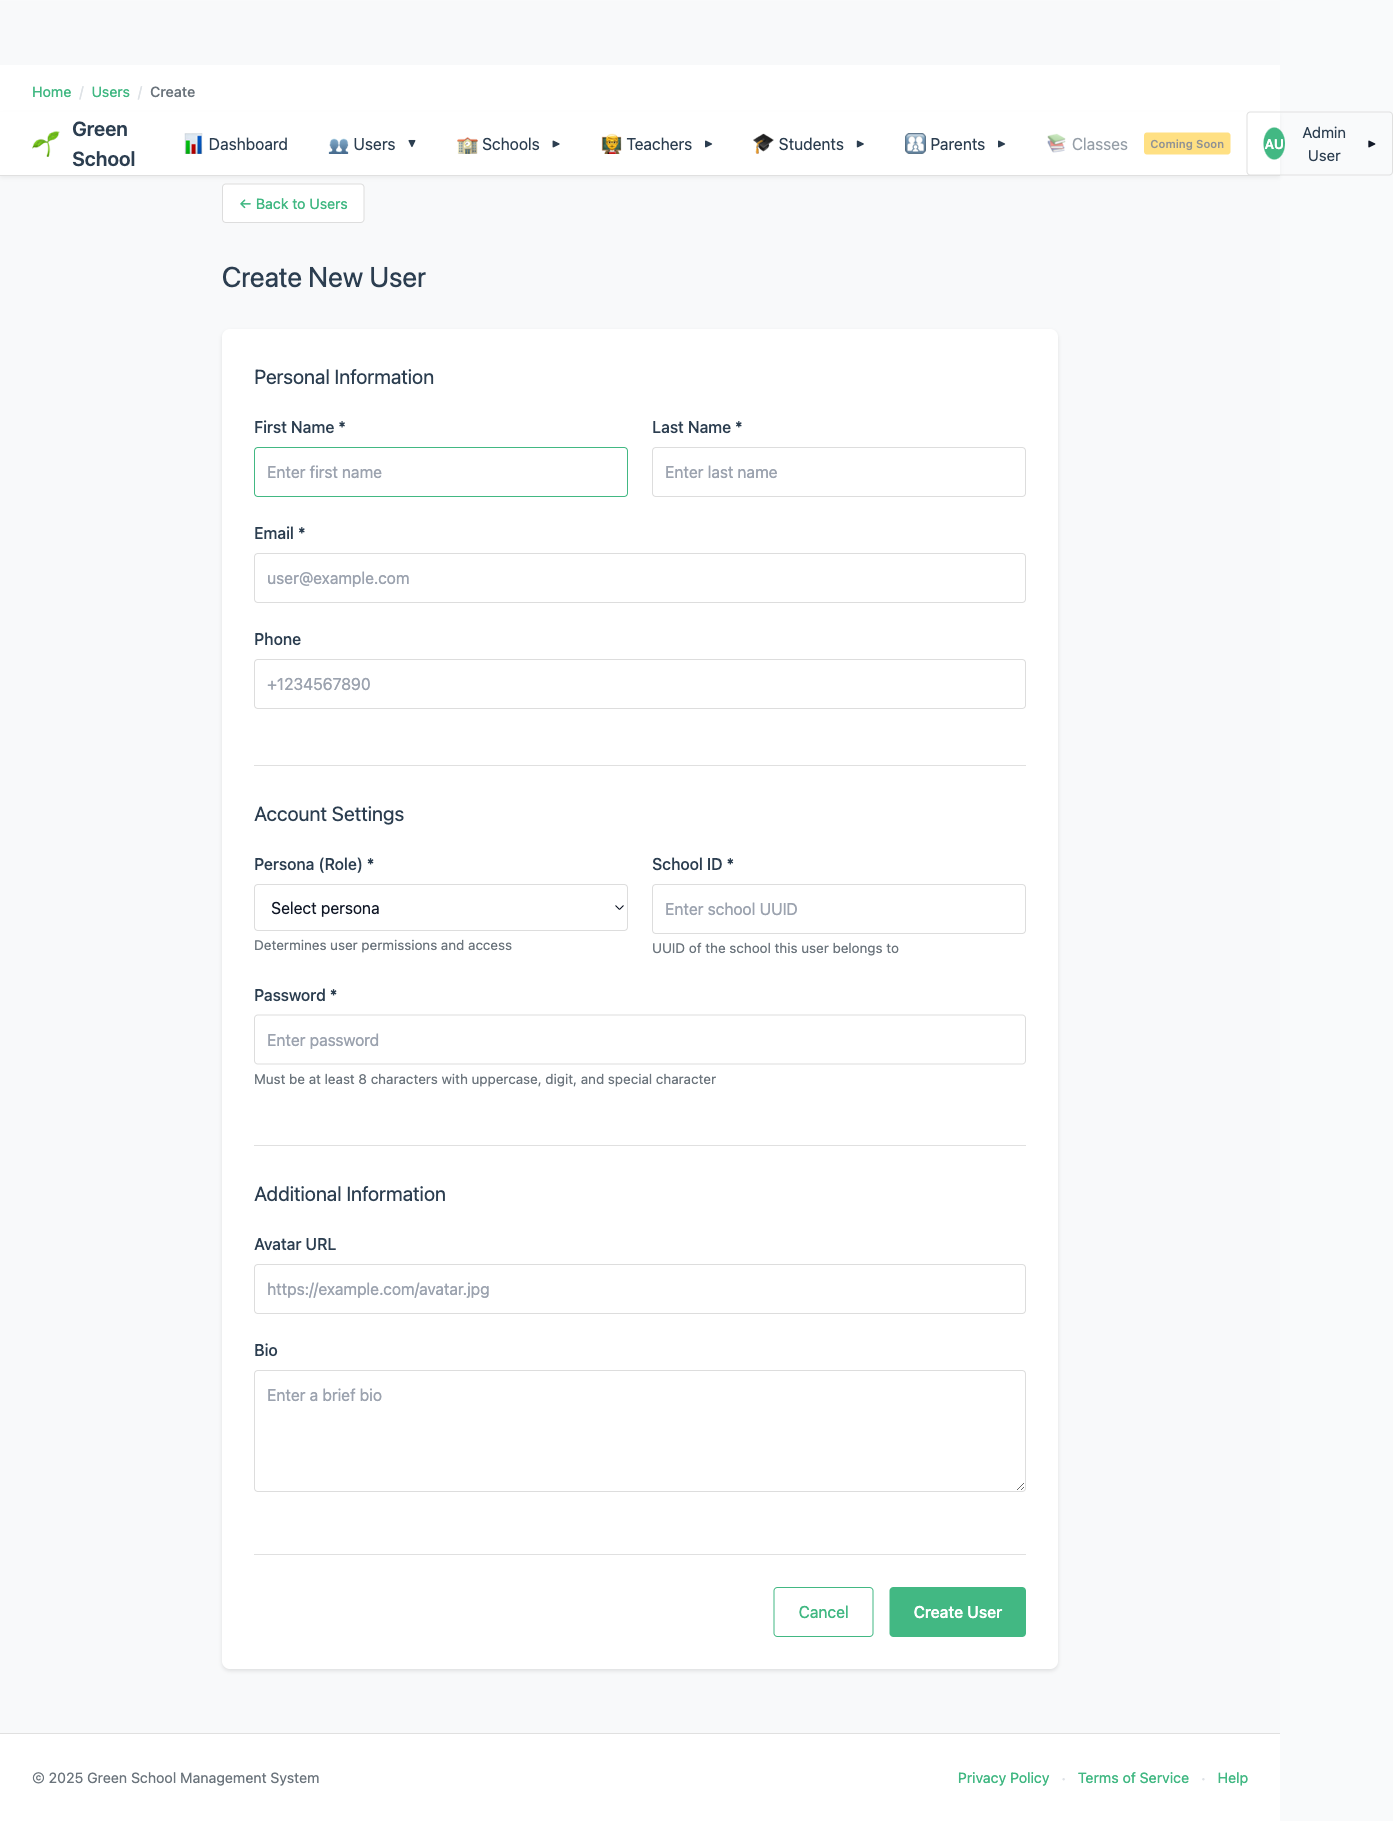 Home / Users / Create
Green School
Dashboard
Users ▼
Schools ▶
Teachers ▶
Students ▶
Parents ▶
Classes
Coming Soon
AU
Admin User ▶
← Back to Users
Create New User
Personal Information
First Name *
Last Name *
Enter first name
Enter last name
Email *
user@example.com
Phone
+1234567890
Account Settings
Persona (Role) *
School ID *
Select persona
Enter school UUID
Determines user permissions and access
UUID of the school this user belongs to
Password *
Enter password
Must be at least 8 characters with uppercase, digit, and special character
Additional Information
Avatar URL
https://example.com/avatar.jpg
Bio
Enter a brief bio
Cancel
Create User
© 2025 Green School Management System
Privacy Policy · Terms of Service · Help